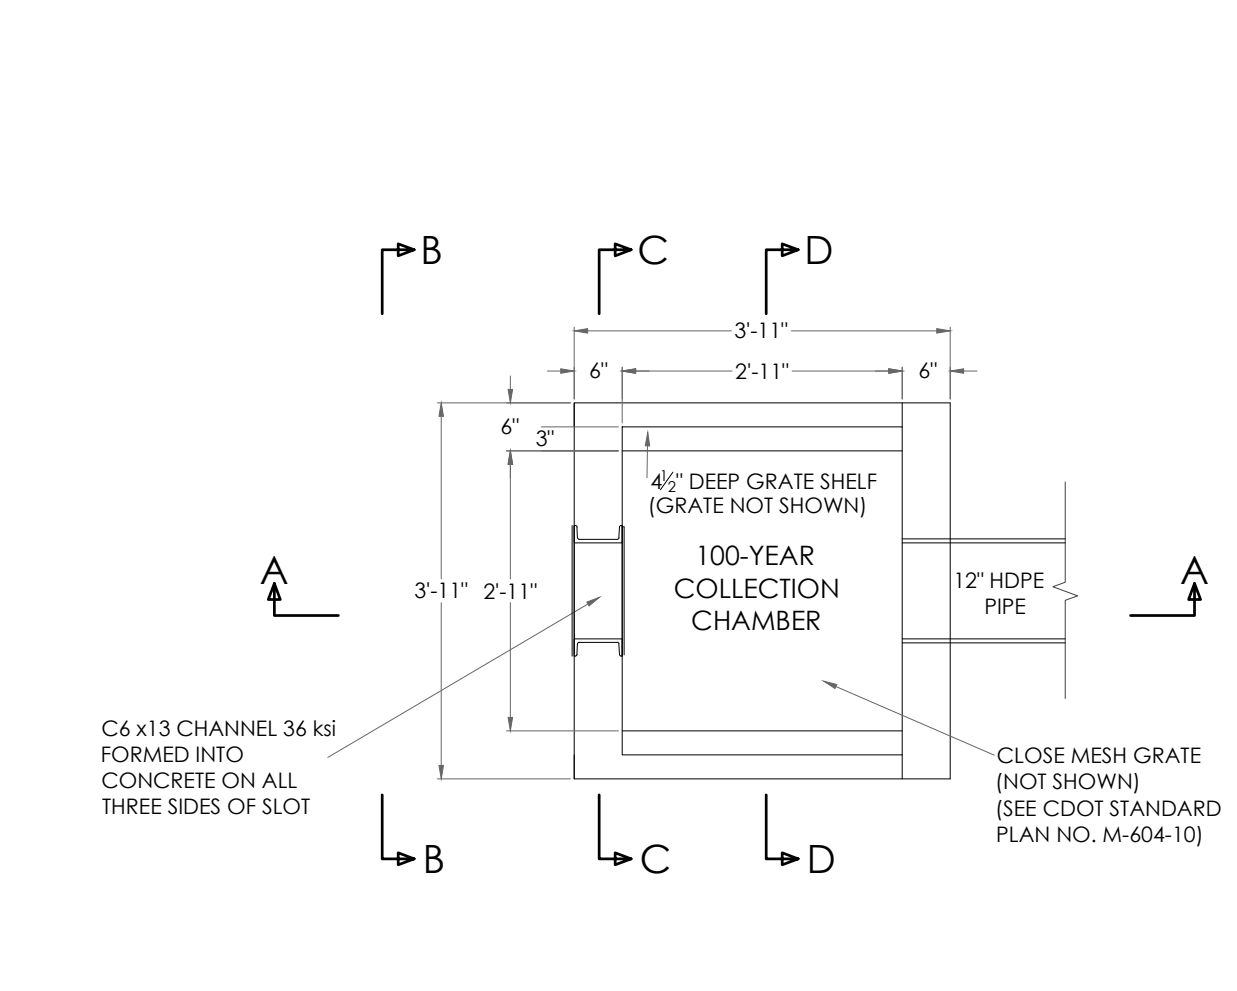 B
C
D
3'-11"
6"
2'-11"
6"
6"
3"
4½" DEEP GRATE SHELF
(GRATE NOT SHOWN)
100-YEAR
COLLECTION
CHAMBER
A
3'-11"
2'-11"
12" HDPE
PIPE
A
C6 x13 CHANNEL 36 ksi
FORMED INTO
CONCRETE ON ALL
THREE SIDES OF SLOT
CLOSE MESH GRATE
(NOT SHOWN)
(SEE CDOT STANDARD
PLAN NO. M-604-10)
B
C
D